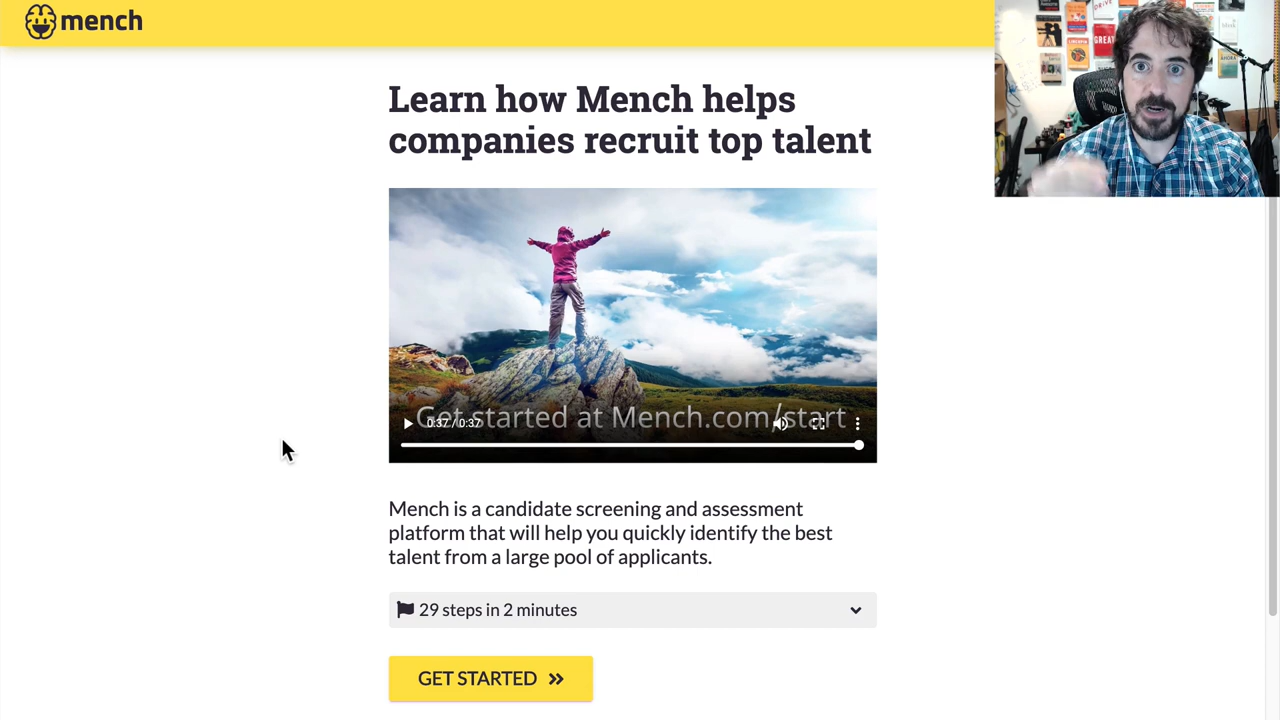 mench
Learn how Mench helps
companies recruit top talent
Get started at Mench.com/start
0:37 / 0:37
Mench is a candidate screening and assessment
platform that will help you quickly identify the best
talent from a large pool of applicants.
29 steps in 2 minutes
GET STARTED
DRIVE
GREAT